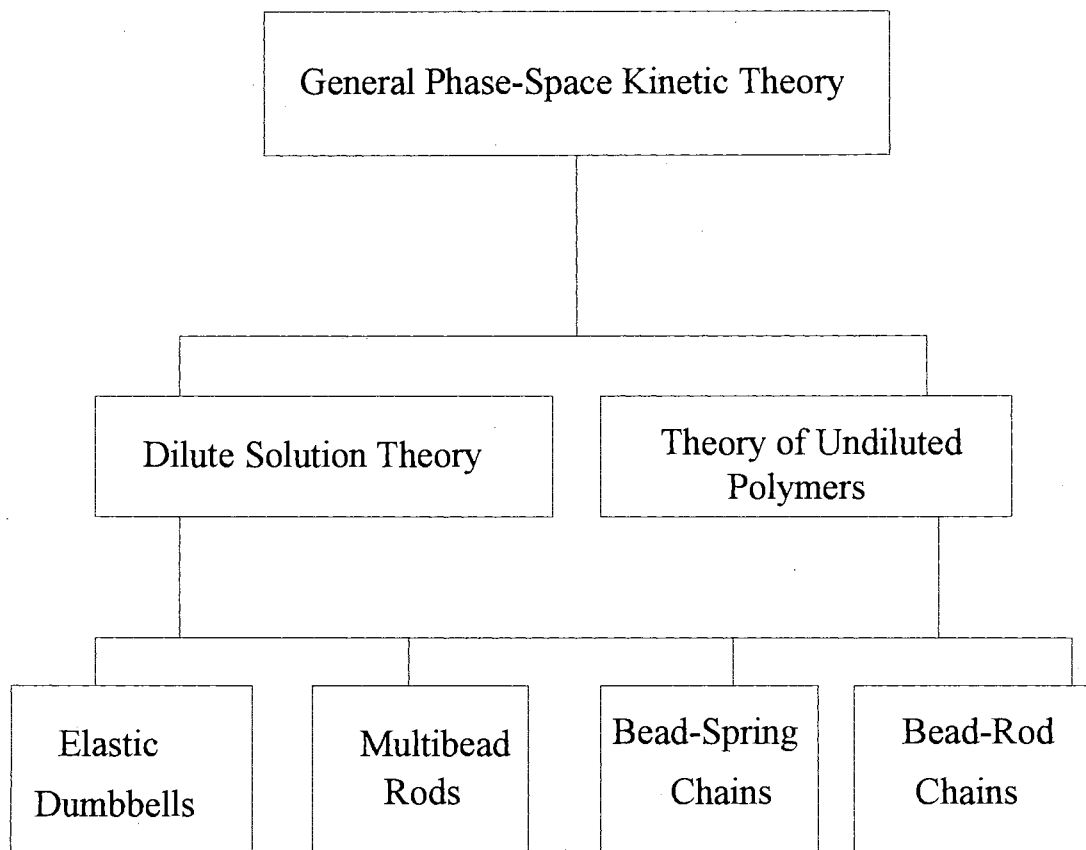 General Phase-Space Kinetic Theory
Dilute Solution Theory
Theory of Undiluted
Polymers
Elastic
Dumbbells
Multibead
Rods
Bead-Spring
Chains
Bead-Rod
Chains